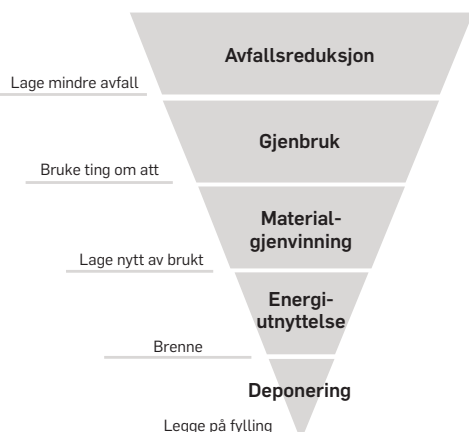 Avfallsreduksjon
Lage mindre avfall
Gjenbruk
Bruke ting om att
Material-
gjenvinning
Lage nytt av brukt
Energi-
utnyttelse
Brenne
Deponering
Legge på fylling